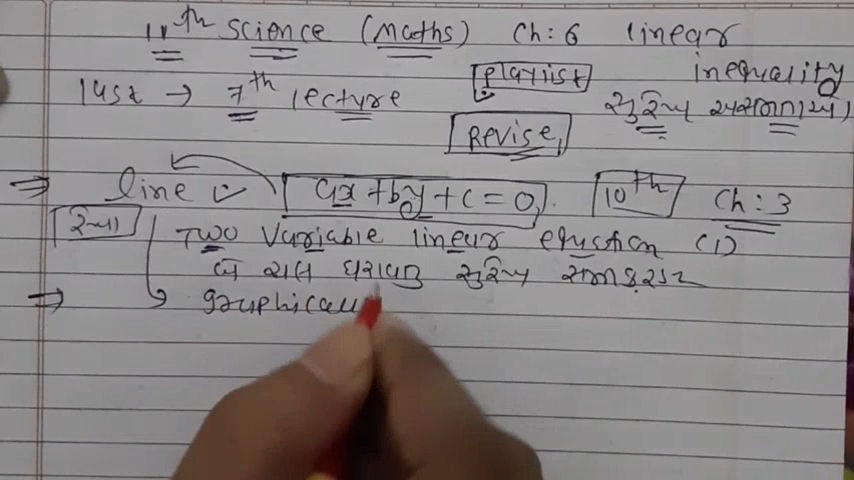 11th science (Maths) Ch: 6 linear
Playlist inequality
last → 7th lecture સુરેખ અસમતાઓ
Revise
⇒ line ax + by + c = 0 10th Ch: 3
રેખા Two Variable linear equation (1)
બે ચલ ધરાવતું સુરેખ સમીકરણ
⇒ graphically